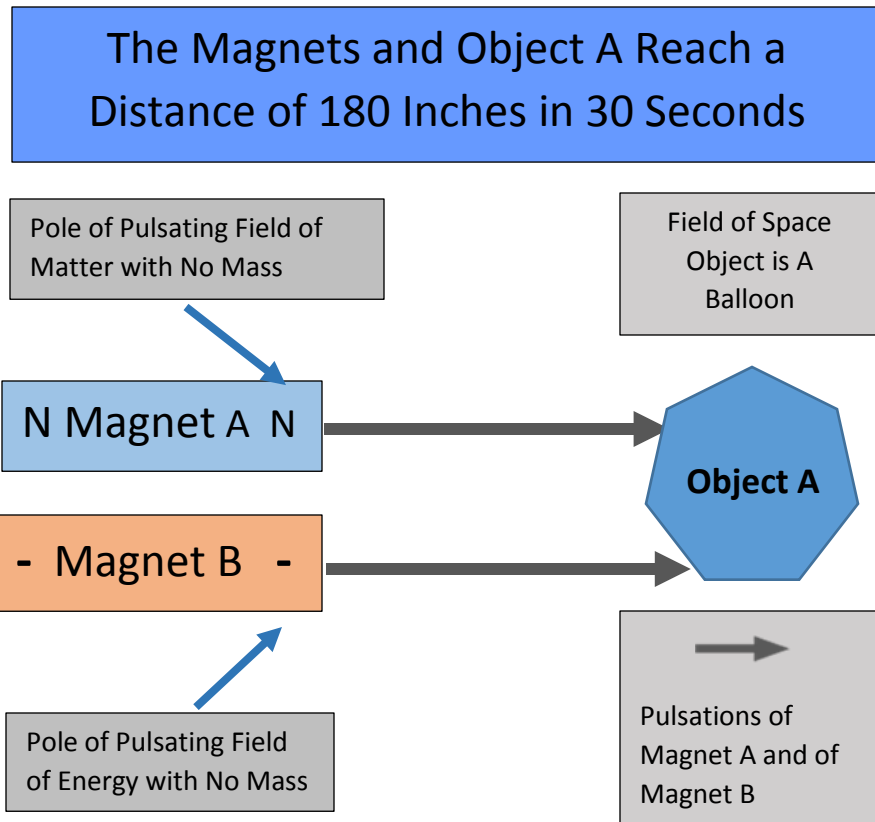 The Magnets and Object A Reach a
Distance of 180 Inches in 30 Seconds
Pole of Pulsating Field of
Matter with No Mass
Field of Space
Object is A
Balloon
N Magnet A N
Object A
- Magnet B -
Pole of Pulsating Field
of Energy with No Mass
Pulsations of
Magnet A and of
Magnet B